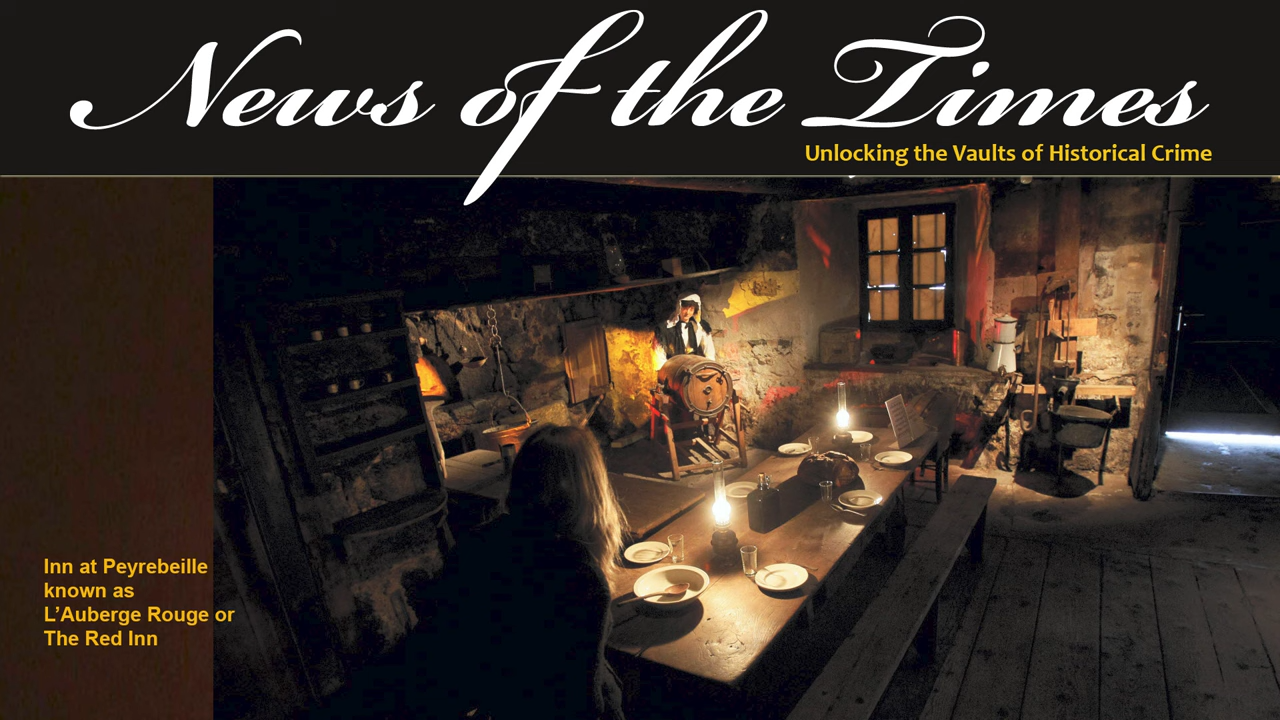 News of the Times
Unlocking the Vaults of Historical Crime
Inn at Peyrebeille
known as
L’Auberge Rouge or
The Red Inn